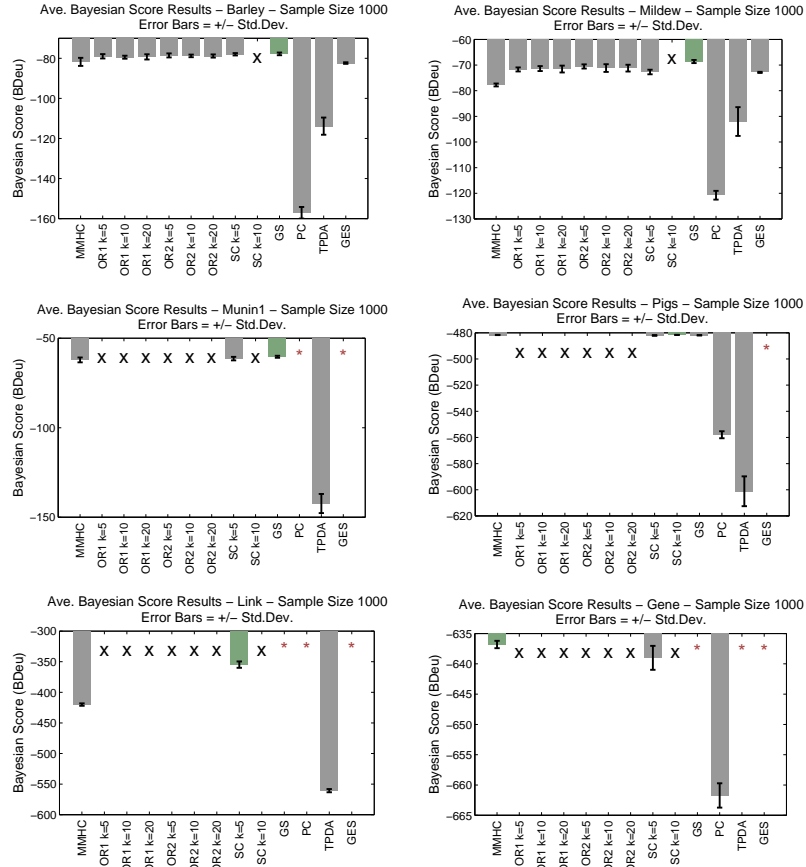 Ave. Bayesian Score Results – Barley – Sample Size 1000
Error Bars = +/– Std.Dev.
Bayesian Score (BDeu)
–80
–100
–120
–140
–160
X
MMHC
OR1 k=5
OR1 k=10
OR1 k=20
OR2 k=5
OR2 k=10
OR2 k=20
SC k=5
SC k=10
GS
PC
TPDA
GES
Ave. Bayesian Score Results – Mildew – Sample Size 1000
Error Bars = +/– Std.Dev.
Bayesian Score (BDeu)
–60
–70
–80
–90
–100
–110
–120
–130
X
MMHC
OR1 k=5
OR1 k=10
OR1 k=20
OR2 k=5
OR2 k=10
OR2 k=20
SC k=5
SC k=10
GS
PC
TPDA
GES
Ave. Bayesian Score Results – Munin1 – Sample Size 1000
Error Bars = +/– Std.Dev.
Bayesian Score (BDeu)
–50
–100
–150
X X X X X X X * *
MMHC
OR1 k=5
OR1 k=10
OR1 k=20
OR2 k=5
OR2 k=10
OR2 k=20
SC k=5
SC k=10
GS
PC
TPDA
GES
Ave. Bayesian Score Results – Pigs – Sample Size 1000
Error Bars = +/– Std.Dev.
Bayesian Score (BDeu)
–480
–500
–520
–540
–560
–580
–600
–620
X X X X X X *
MMHC
OR1 k=5
OR1 k=10
OR1 k=20
OR2 k=5
OR2 k=10
OR2 k=20
SC k=5
SC k=10
GS
PC
TPDA
GES
Ave. Bayesian Score Results – Link – Sample Size 1000
Error Bars = +/– Std.Dev.
Bayesian Score (BDeu)
–300
–350
–400
–450
–500
–550
–600
X X X X X X X * * *
MMHC
OR1 k=5
OR1 k=10
OR1 k=20
OR2 k=5
OR2 k=10
OR2 k=20
SC k=5
SC k=10
GS
PC
TPDA
GES
Ave. Bayesian Score Results – Gene – Sample Size 1000
Error Bars = +/– Std.Dev.
Bayesian Score (BDeu)
–635
–640
–645
–650
–655
–660
–665
X X X X X X X * * *
MMHC
OR1 k=5
OR1 k=10
OR1 k=20
OR2 k=5
OR2 k=10
OR2 k=20
SC k=5
SC k=10
GS
PC
TPDA
GES